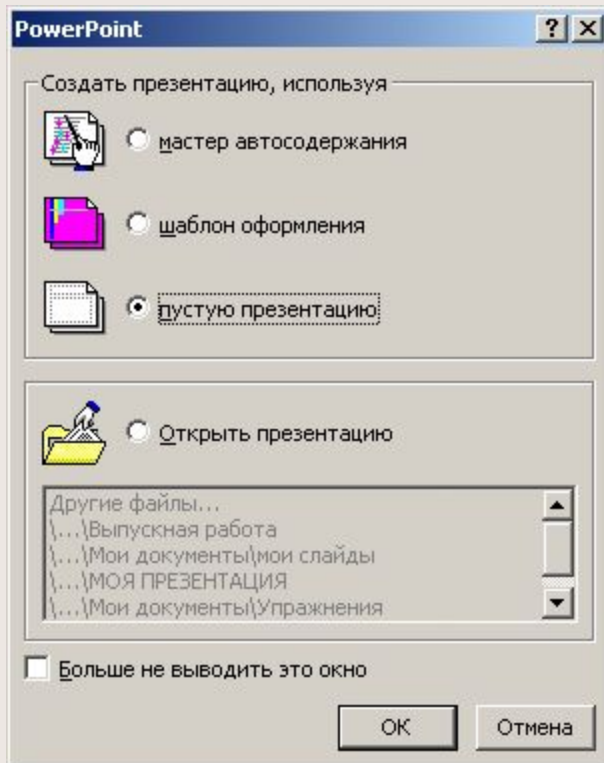 PowerPoint
Создать презентацию, используя
мастер автосодержания
шаблон оформления
пустую презентацию
Открыть презентацию
Другие файлы...
\...\Выпускная работа
\...\Мои документы\мои слайды
\...\МОЯ ПРЕЗЕНТАЦИЯ
\...\Мои документы\Упражнения
Больше не выводить это окно
ОК Отмена